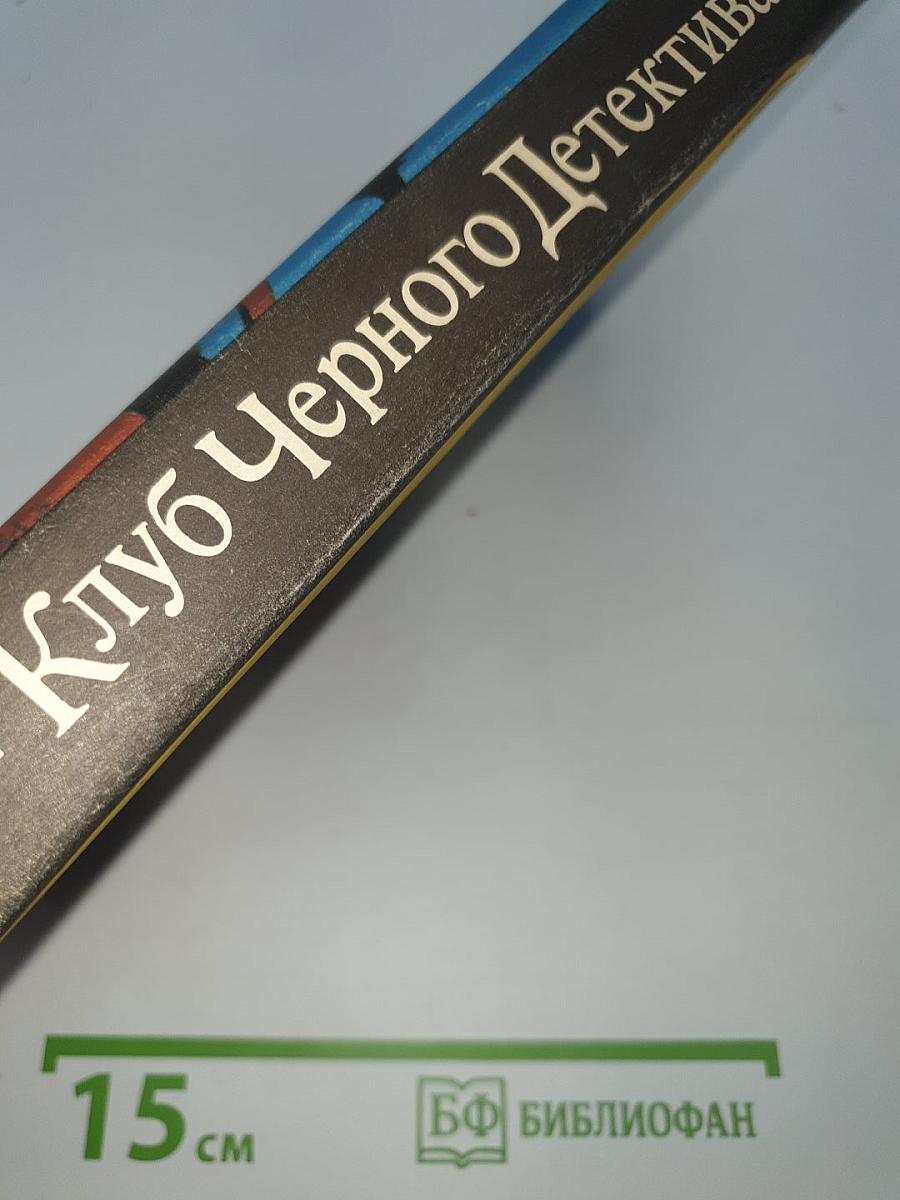 Клуб Черного Детектива
15 см
БФ БИБЛИОФАН